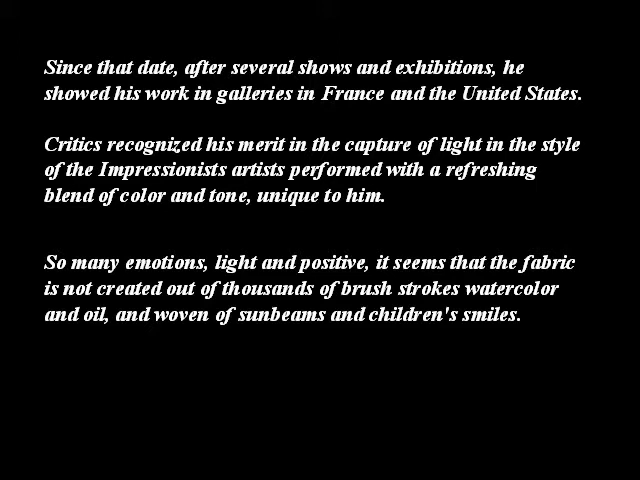 Since that date, after several shows and exhibitions, he
showed his work in galleries in France and the United States.
Critics recognized his merit in the capture of light in the style
of the Impressionists artists performed with a refreshing
blend of color and tone, unique to him.
So many emotions, light and positive, it seems that the fabric
is not created out of thousands of brush strokes watercolor
and oil, and woven of sunbeams and children's smiles.